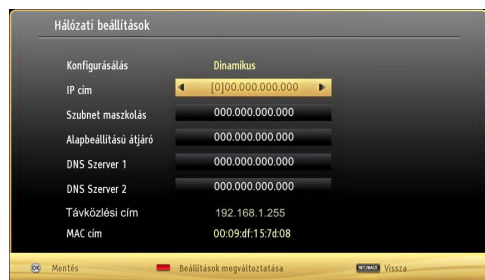 Hálózati beállítások
Konfigurásálás Dinamikus
IP cím [0]00.000.000.000
Szubnet maszkolás 000.000.000.000
Alapbeállítású átjáró 000.000.000.000
DNS Szerver 1 000.000.000.000
DNS Szerver 2 000.000.000.000
Távközlési cím 192.168.1.255
MAC cím 00:09:df:15:7d:08
OK Mentés Beállítások megváltoztatása RET./BACK Vissza